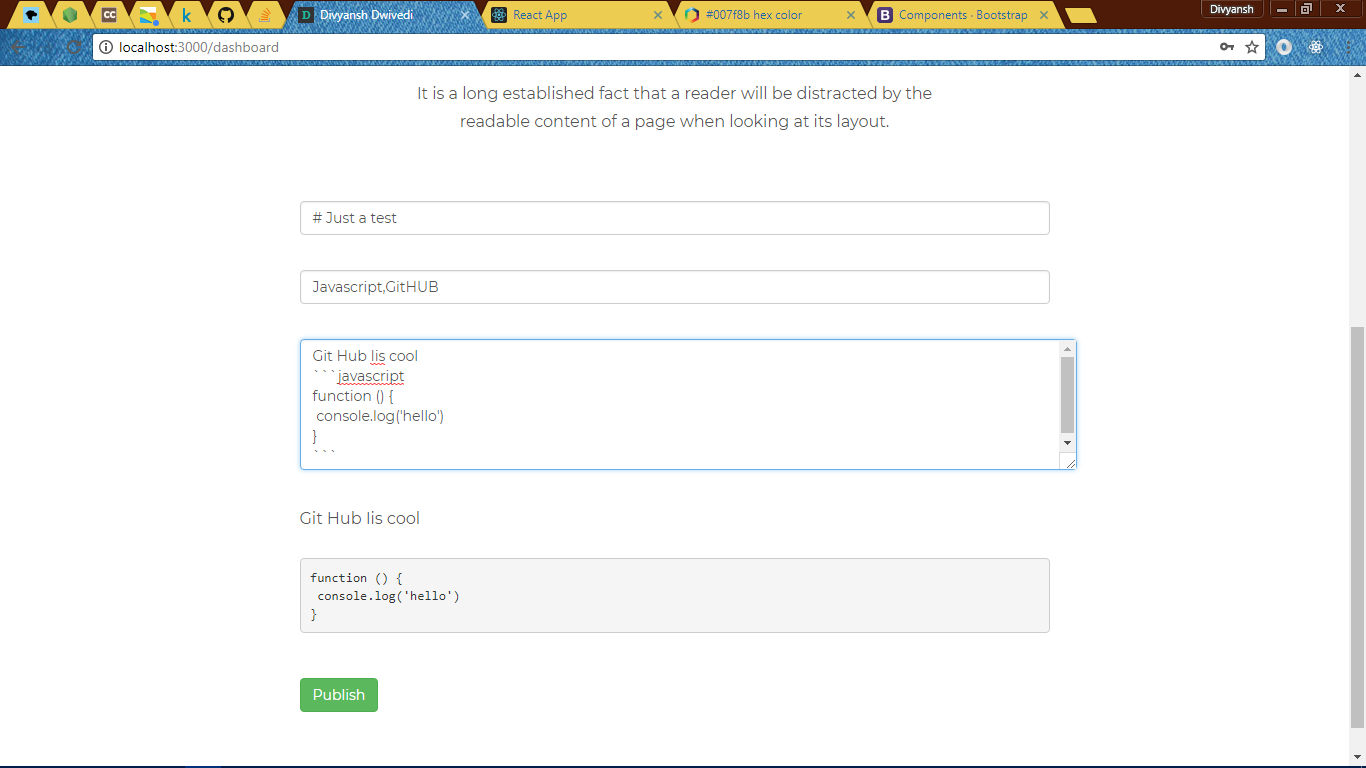 CC
k
D Divyansh Dwivedi
React App
#007f8b hex color
B Components · Bootstrap
Divyansh
localhost:3000/dashboard
It is a long established fact that a reader will be distracted by the
readable content of a page when looking at its layout.
# Just a test
Javascript,GitHUB
Git Hub lis cool
```javascript
function () {
 console.log('hello')
}
```
Git Hub lis cool
function () {
 console.log('hello')
}
Publish